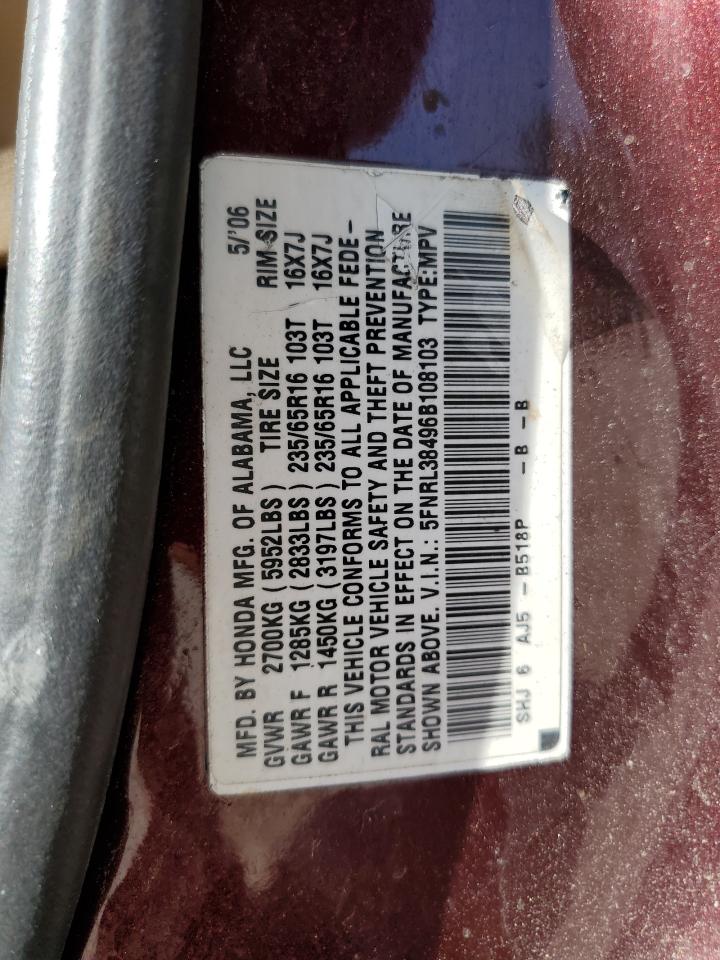 MFD. BY HONDA MFG. OF ALABAMA, LLC 5/'06
GVWR 2700KG (5952LBS) TIRE SIZE RIM SIZE
GAWR F 1285KG (2833LBS) 235/65R16 103T 16X7J
GAWR R 1450KG (3197LBS) 235/65R16 103T 16X7J
THIS VEHICLE CONFORMS TO ALL APPLICABLE FEDE-
RAL MOTOR VEHICLE SAFETY AND THEFT PREVENTION
STANDARDS IN EFFECT ON THE DATE OF MANUFACTURE
SHOWN ABOVE. V.I.N.: 5FNRL38496B108103 TYPE:MPV
SHJ 6 AJ5 -B518P -B -B